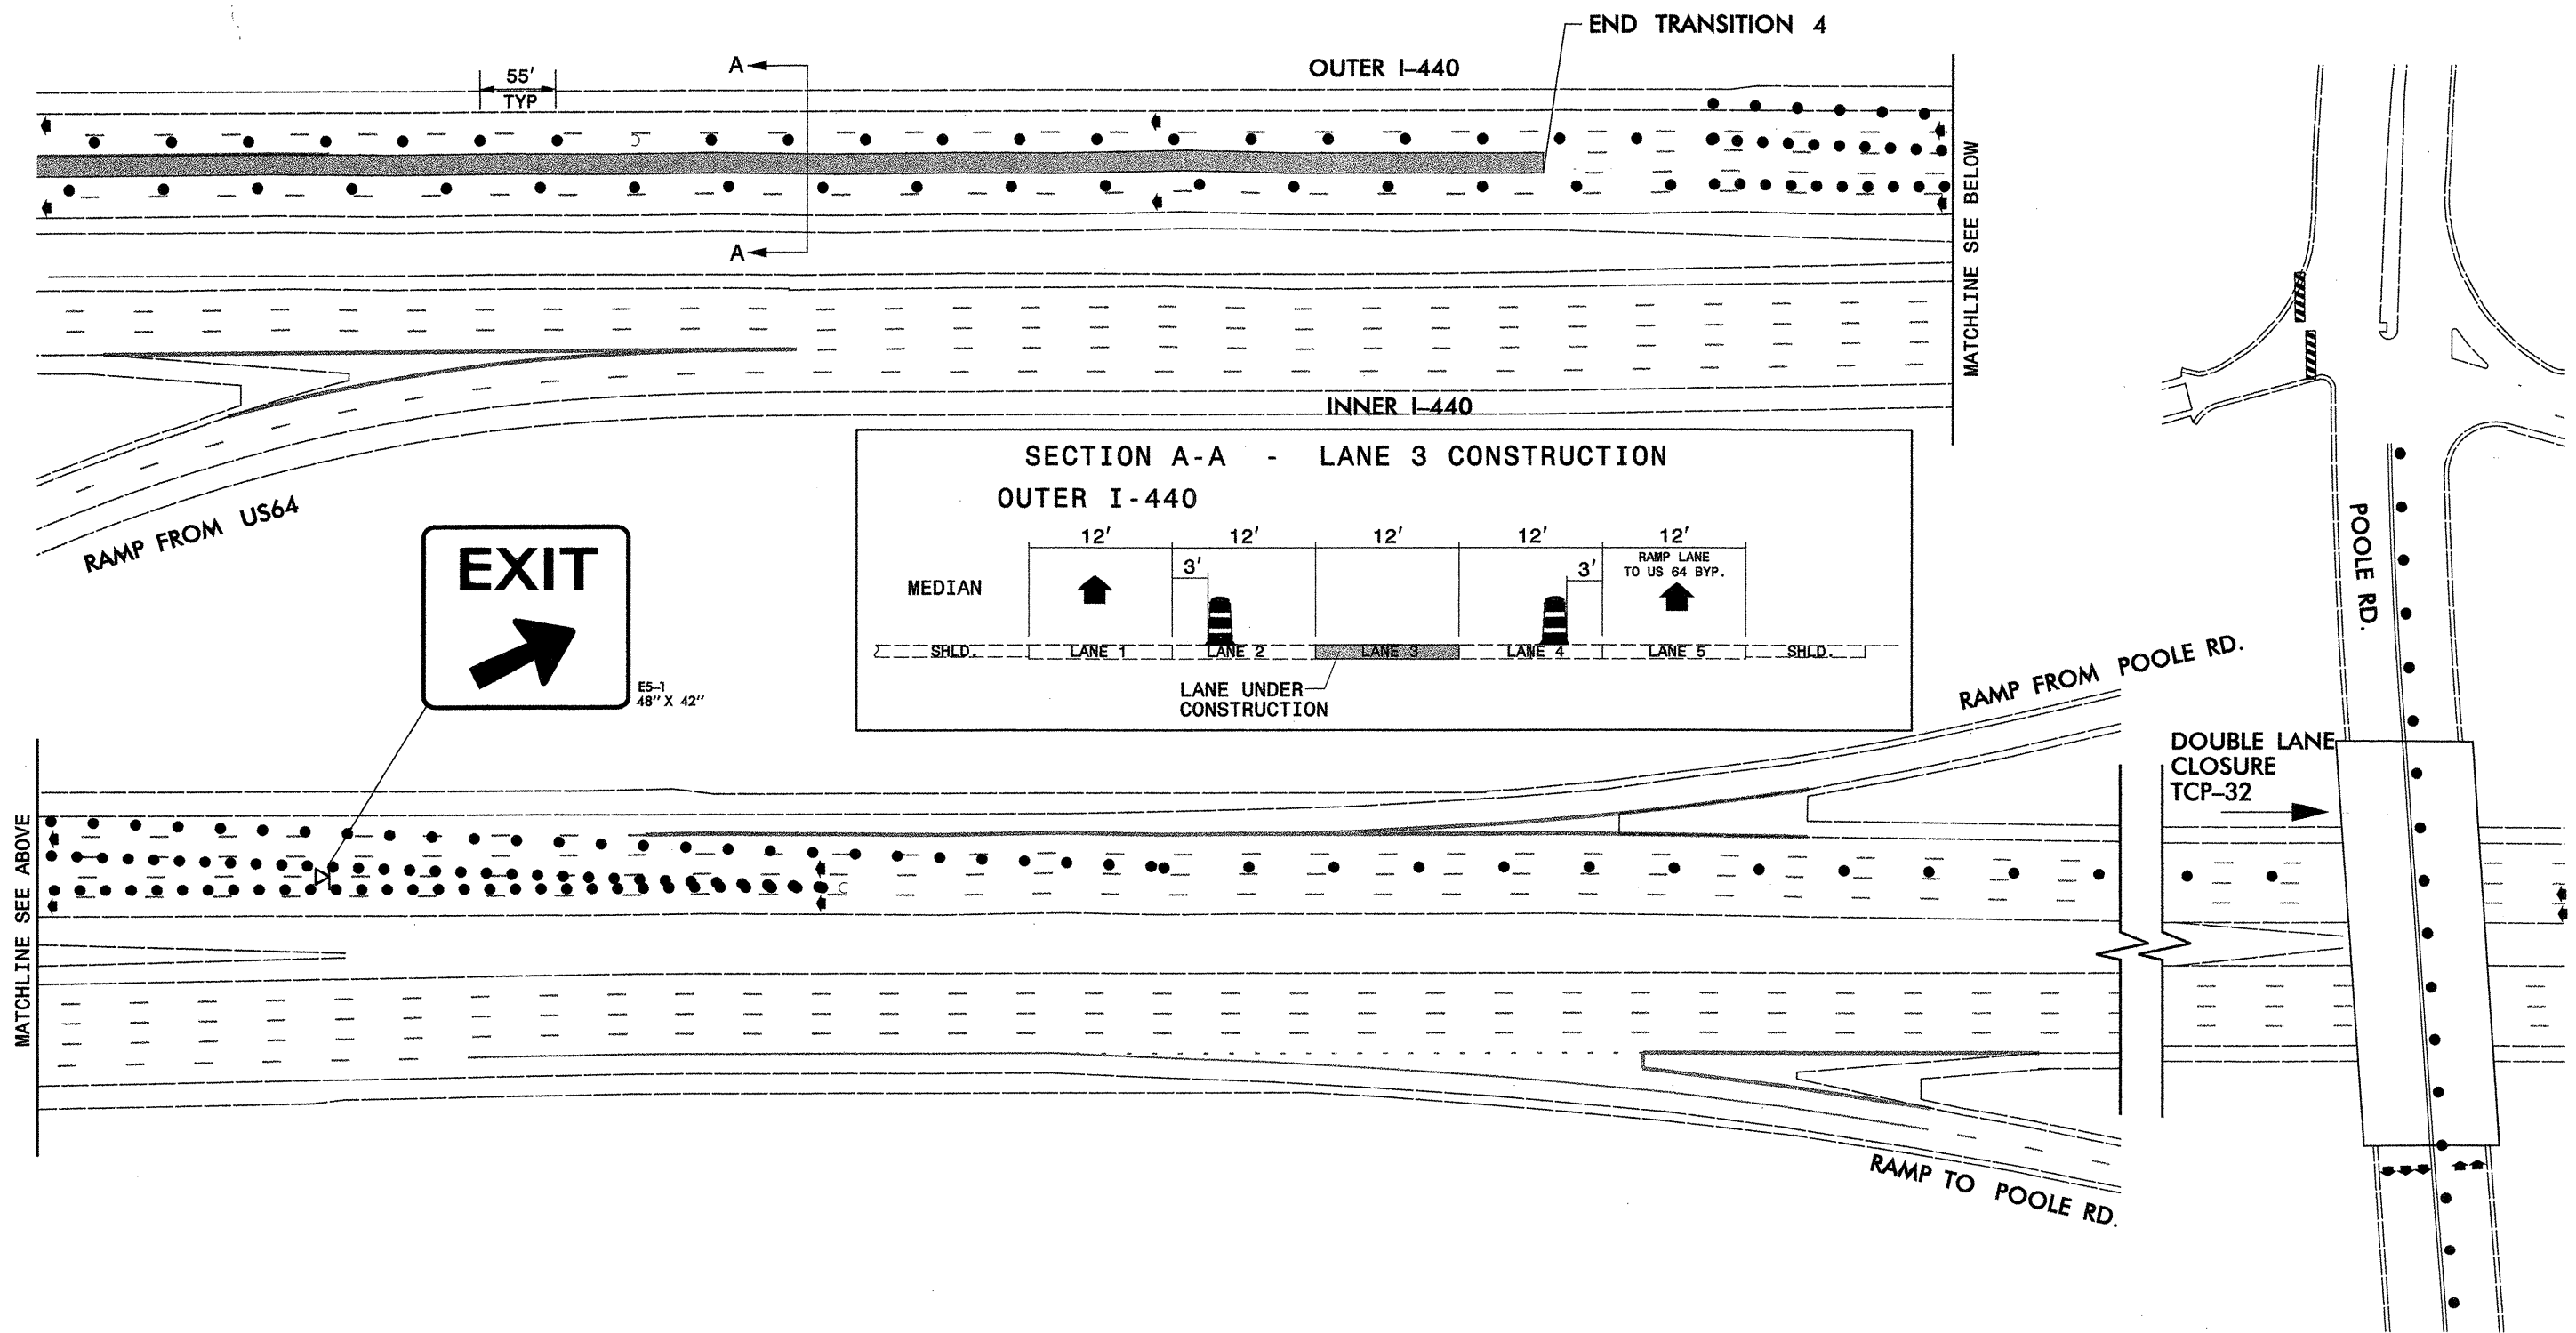 END TRANSITION 4
OUTER I-440
A
55'
TYP
A
MATCHLINE SEE BELOW
INNER I-440
RAMP FROM US64
SECTION A-A - LANE 3 CONSTRUCTION
OUTER I-440
12' 12' 12' 12' 12'
3' 3'
RAMP LANE
TO US 64 BYP.
MEDIAN
SHLD. LANE 1 LANE 2 LANE 3 LANE 4 LANE 5 SHLD.
LANE UNDER
CONSTRUCTION
EXIT
E5-1
48" X 42"
POOLE RD.
RAMP FROM POOLE RD.
DOUBLE LANE
CLOSURE
TCP-32
MATCHLINE SEE ABOVE
RAMP TO POOLE RD.